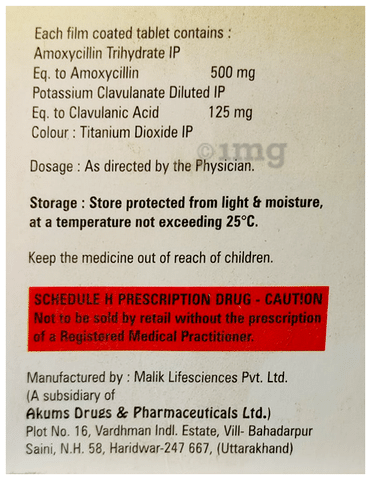 Each film coated tablet contains :
Amoxycillin Trihydrate IP
Eq. to Amoxycillin 500 mg
Potassium Clavulanate Diluted IP
Eq. to Clavulanic Acid 125 mg
Colour : Titanium Dioxide IP
©1mg
Dosage : As directed by the Physician.
Storage : Store protected from light & moisture,
at a temperature not exceeding 25°C.
Keep the medicine out of reach of children.
SCHEDULE H PRESCRIPTION DRUG - CAUTION
Not to be sold by retail without the prescription
of a Registered Medical Practitioner.
Manufactured by : Malik Lifesciences Pvt. Ltd.
(A subsidiary of
Akums Drugs & Pharmaceuticals Ltd.)
Plot No. 16, Vardhman Indl. Estate, Vill- Bahadarpur
Saini, N.H. 58, Haridwar-247 667, (Uttarakhand)